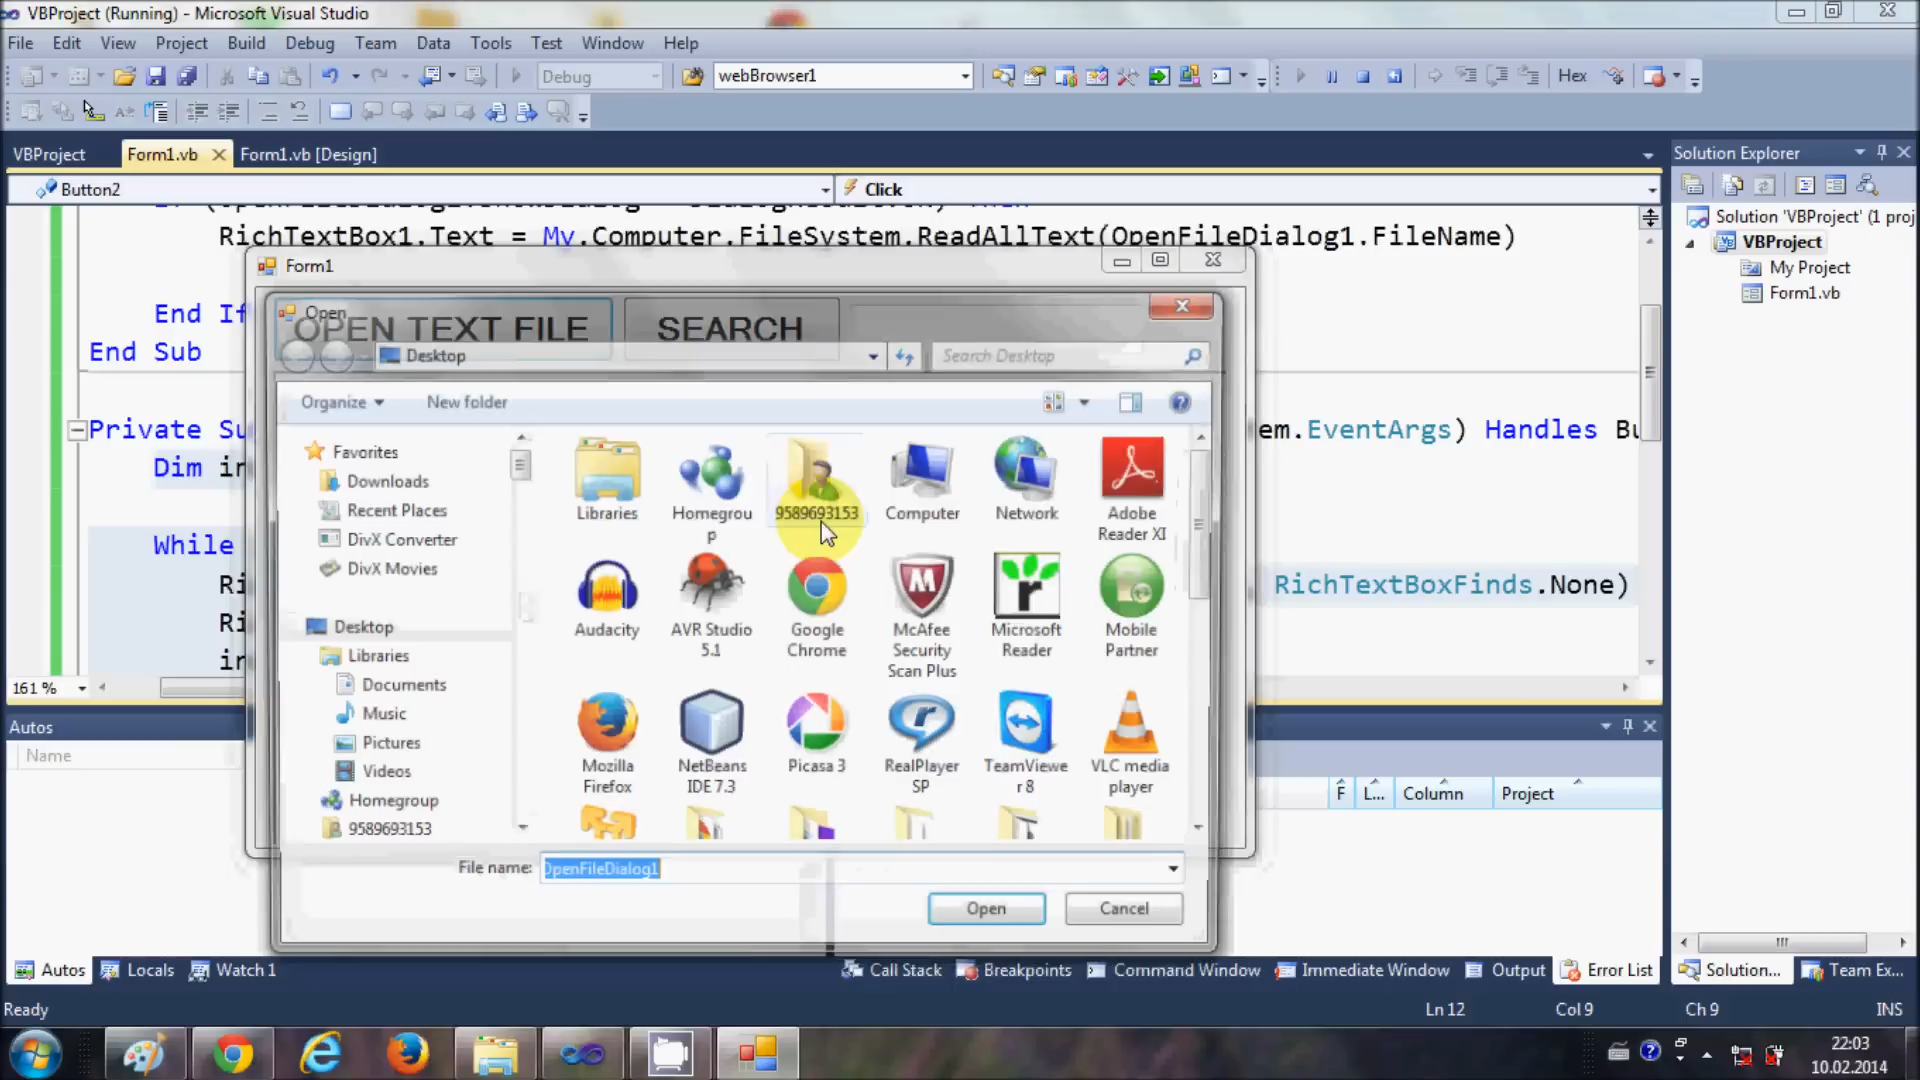 VBProject (Running) - Microsoft Visual Studio
File Edit View Project Build Debug Team Data Tools Test Window Help
Debug webBrowser1 Hex
VBProject Form1.vb Form1.vb [Design]
Solution Explorer
Button2 Click
RichTextBox1.Text = My.Computer.FileSystem.ReadAllText(OpenFileDialog1.FileName)
Solution 'VBProject' (1 proj
VBProject
My Project
Form1.vb
End If
End Sub
Private Su
em.EventArgs) Handles Bu
Dim in
While
Ri
RichTextBoxFinds.None)
Ri
in
161 %
Form1
OPEN TEXT FILE SEARCH
Open
Desktop
Search Desktop
Organize New folder
Favorites
Downloads
Recent Places
DivX Converter
DivX Movies
Desktop
Libraries
Documents
Music
Pictures
Videos
Homegroup
9589693153
Libraries
Homegrou
p
9589693153
Computer
Network
Adobe
Reader XI
Audacity
AVR Studio
5.1
Google
Chrome
McAfee
Security
Scan Plus
Microsoft
Reader
Mobile
Partner
Mozilla
Firefox
NetBeans
IDE 7.3
Picasa 3
RealPlayer
SP
TeamViewe
r 8
VLC media
player
File name: OpenFileDialog1
Open Cancel
Autos
Name
F L... Column Project
Autos Locals Watch 1
Call Stack Breakpoints Command Window Immediate Window Output Error List
Solution... Team Ex...
Ready Ln 12 Col 9 Ch 9 INS
22:03
10.02.2014